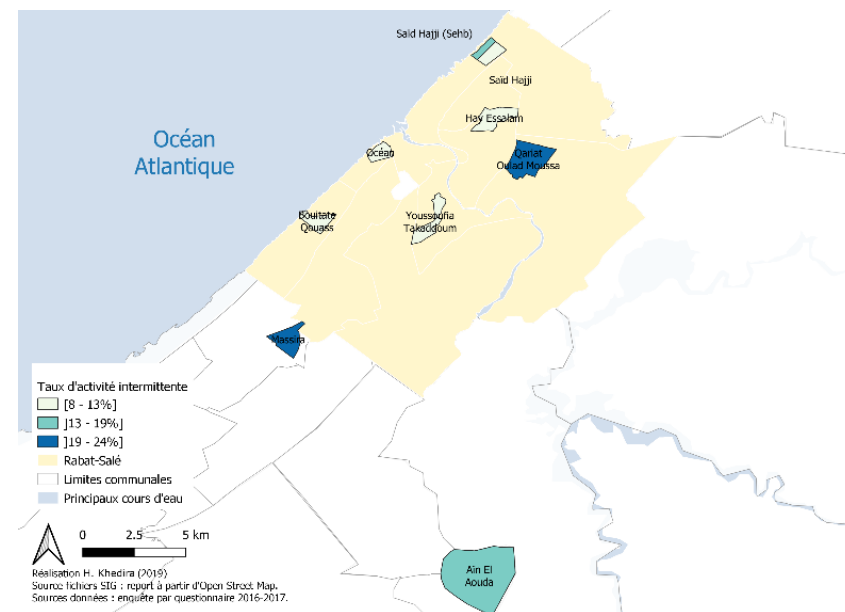 Saïd Hajji (Sehb)
Saïd Hajji
Hay Essalam
Océan
Atlantique
Océan
Qariat
Oulad Moussa
Bouitate
Qouass
Youssoufia
Takaddoum
Massira
Taux d'activité intermittente
[8 - 13%]
]13 - 19%]
]19 - 24%]
Rabat-Salé
Limites communales
Principaux cours d'eau
0 2.5 5 km
Réalisation H. Khedira (2019)
Source fichiers SIG : report à partir d'Open Street Map.
Sources données : enquête par questionnaire 2016-2017.
Aïn El
Aouda